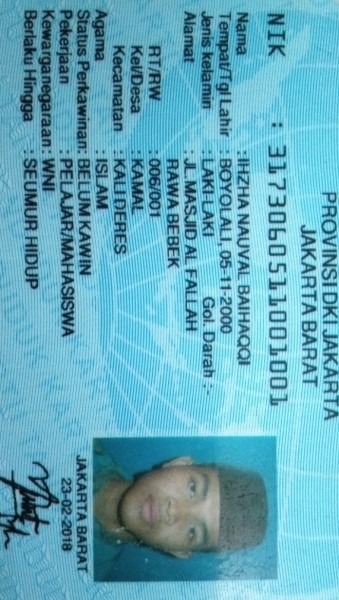 PROVINSI DKI JAKARTA
JAKARTA BARAT
NIK : 3173060511001001
Nama : IHZHA NAUVAL BAIHAQQI
Tempat/Tgl Lahir : BOYOLALI, 05-11-2000
Jenis kelamin : LAKI-LAKI Gol. Darah : -
Alamat : JL.MASJID AL FALLAH
RAWA BEBEK
RT/RW : 006/001
Kel/Desa : KAMAL
Kecamatan : KALI DERES
Agama : ISLAM
Status Perkawinan: BELUM KAWIN
Pekerjaan : PELAJAR/MAHASISWA
Kewarganegaraan: WNI
Berlaku Hingga : SEUMUR HIDUP
JAKARTA BARAT
23-02-2018